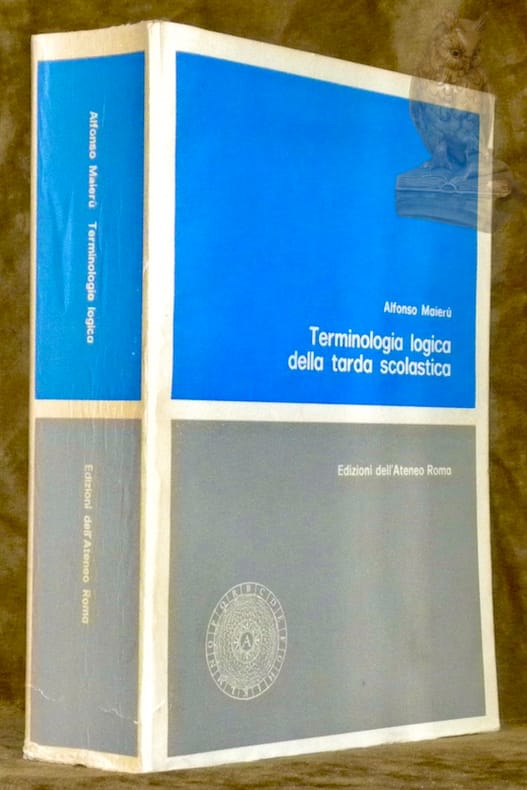 Alfonso Maierù Terminologia logica
Edizioni dell'Ateneo Roma
Alfonso Maierù
Terminologia logica
della tarda scolastica
Edizioni dell'Ateneo Roma
A